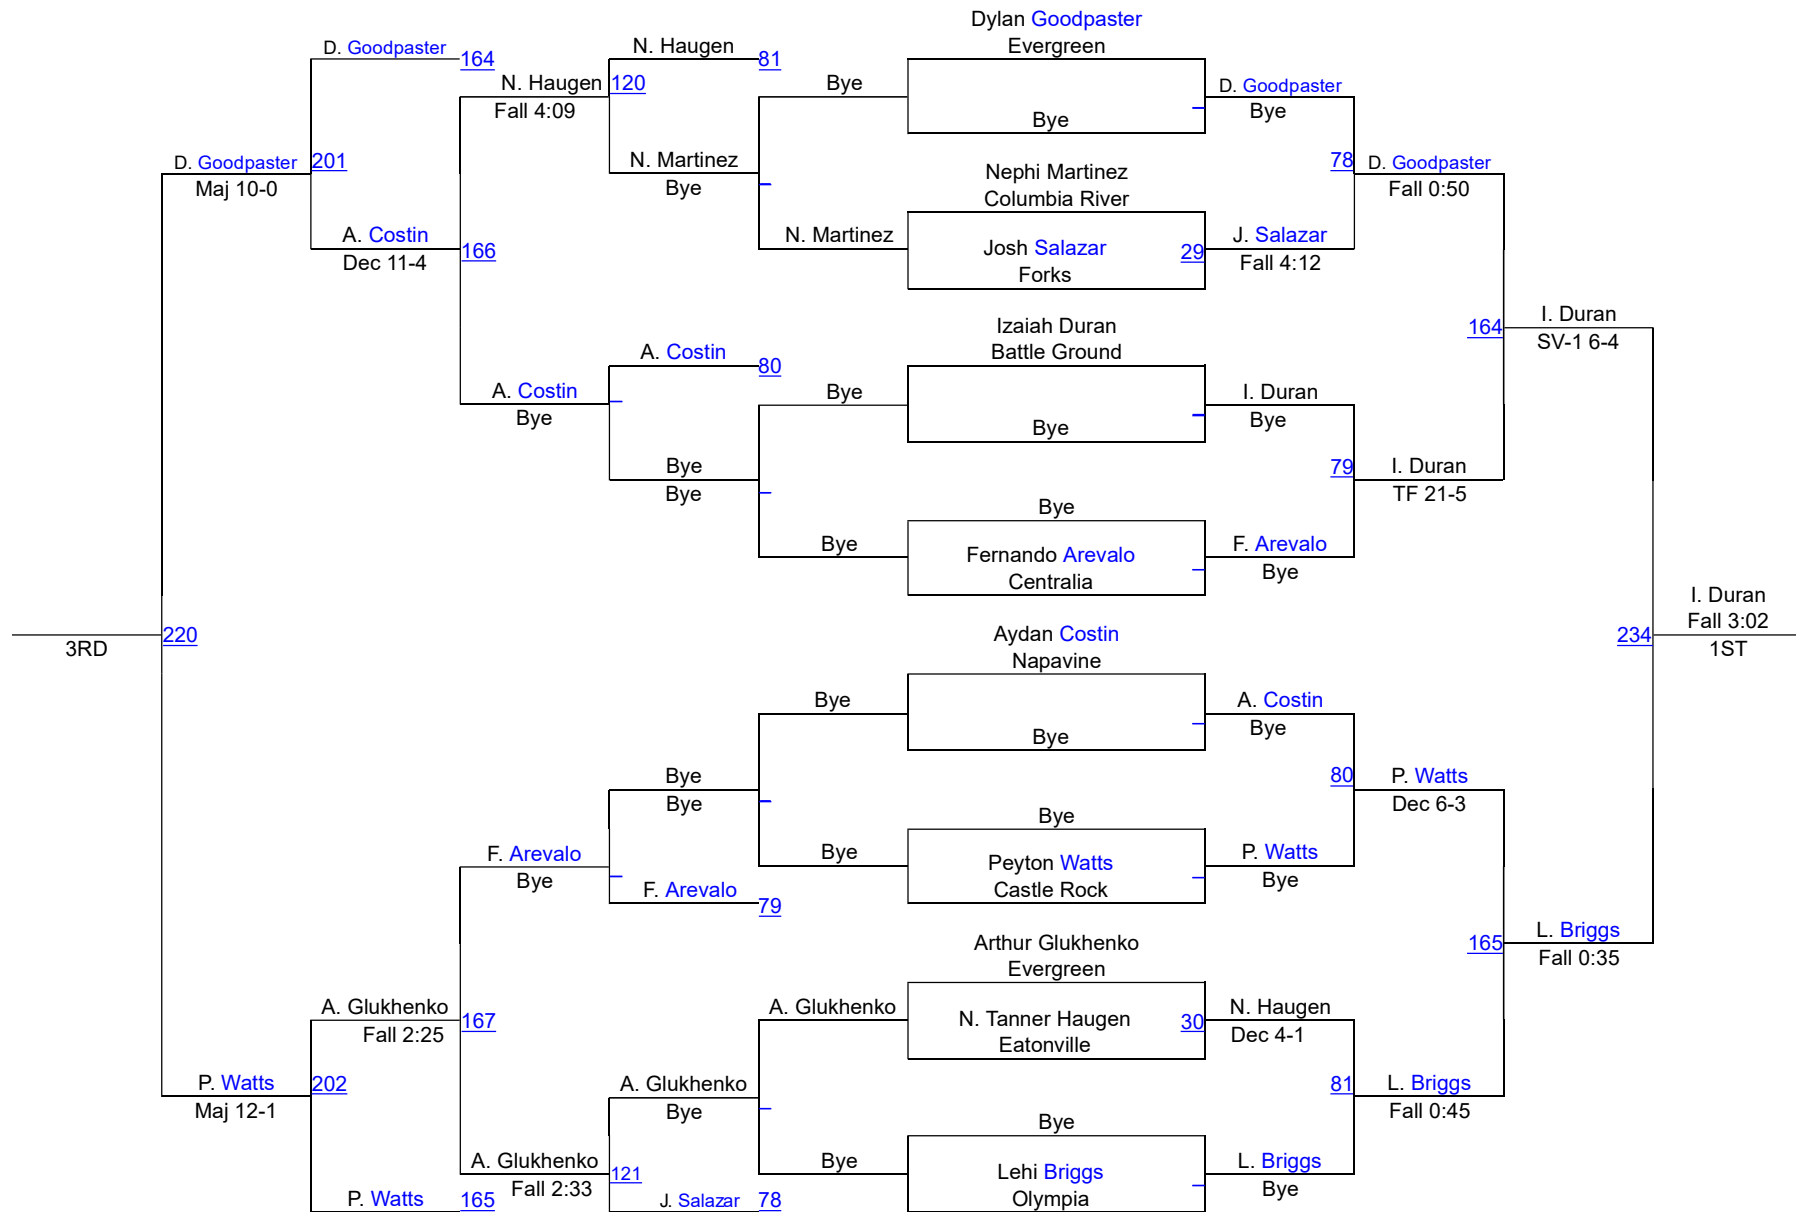 Dylan Goodpaster
Evergreen
D. Goodpaster
164
N. Haugen
81
N. Haugen
120
Fall 4:09
Bye
D. Goodpaster
Bye
Bye
D. Goodpaster
201
Maj 10-0
N. Martinez
Bye
Nephi Martinez
Columbia River
78
D. Goodpaster
Fall 0:50
A. Costin
166
Dec 11-4
N. Martinez
Josh Salazar
Forks
29
J. Salazar
Fall 4:12
Izaiah Duran
Battle Ground
164
I. Duran
SV-1 6-4
A. Costin
80
A. Costin
Bye
Bye
Bye
I. Duran
Bye
Bye
Bye
79
I. Duran
TF 21-5
Bye
Bye
Fernando Arevalo
Centralia
F. Arevalo
Bye
3RD
220
234
I. Duran
Fall 3:02
1ST
Aydan Costin
Napavine
Bye
Bye
A. Costin
Bye
Bye
Bye
80
P. Watts
Dec 6-3
Bye
Bye
Peyton Watts
Castle Rock
P. Watts
Bye
F. Arevalo
Bye
F. Arevalo
79
Arthur Glukhenko
Evergreen
165
L. Briggs
Fall 0:35
A. Glukhenko
167
Fall 2:25
A. Glukhenko
N. Tanner Haugen
Eatonville
30
N. Haugen
Dec 4-1
P. Watts
202
Maj 12-1
A. Glukhenko
Bye
81
L. Briggs
Fall 0:45
Bye
A. Glukhenko
121
Fall 2:33
Bye
Lehi Briggs
Olympia
L. Briggs
Bye
P. Watts
165
J. Salazar
78